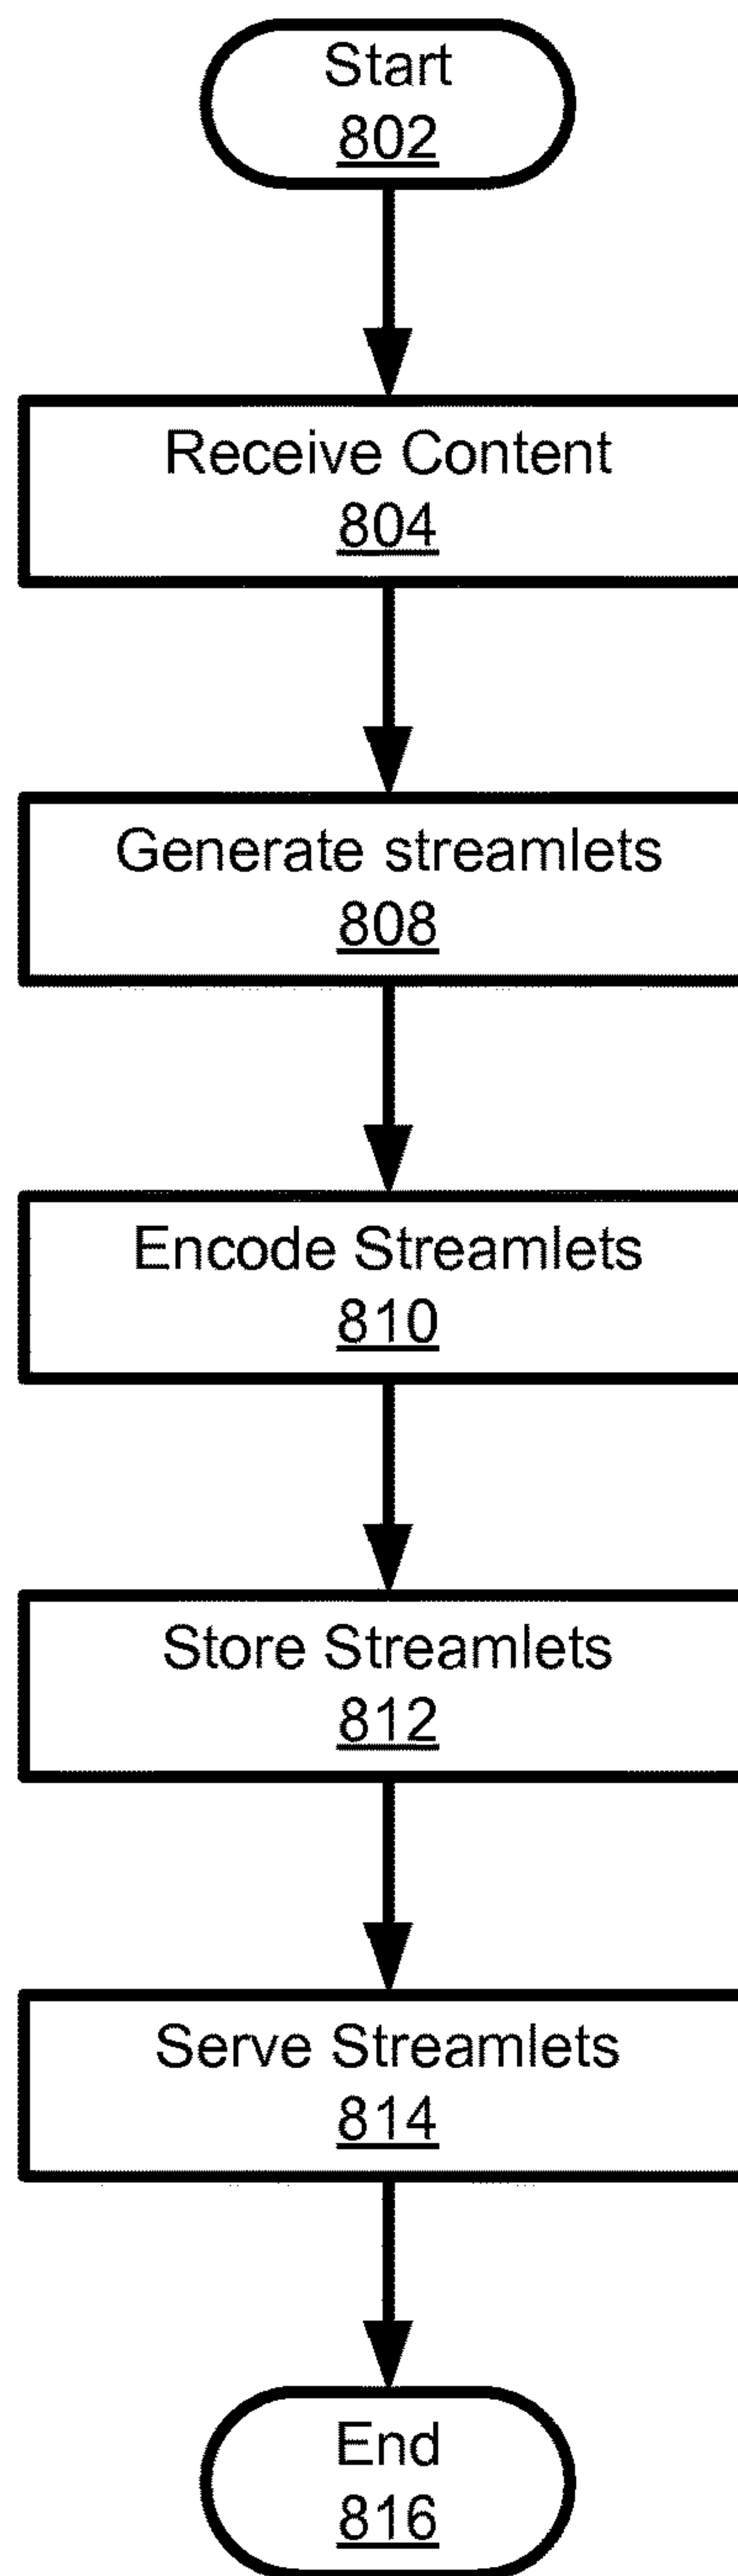 Start
802
Receive Content
804
Generate streamlets
808
Encode Streamlets
810
Store Streamlets
812
Serve Streamlets
814
End
816